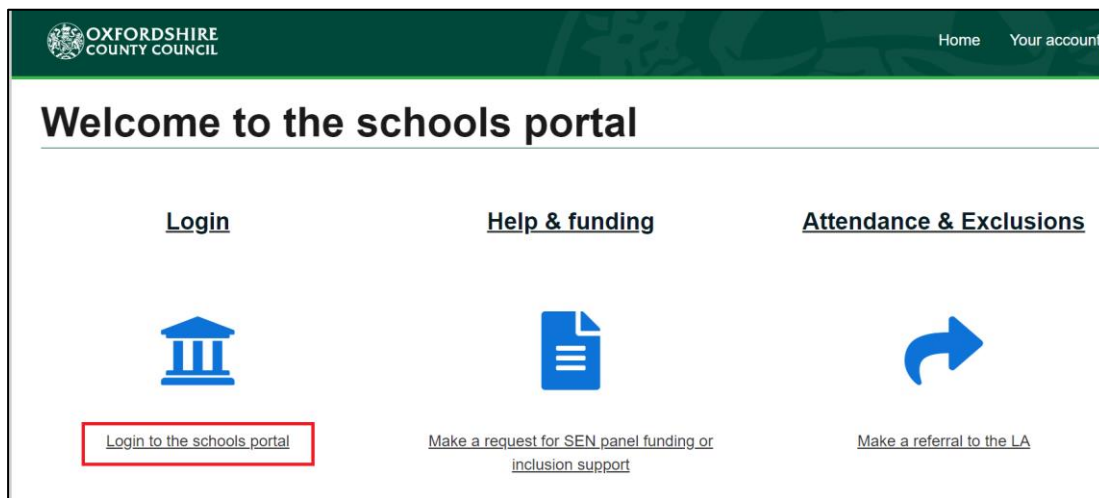 OXFORDSHIRE
COUNTY COUNCIL
Home Your account
Welcome to the schools portal
Login
Help & funding
Attendance & Exclusions
Login to the schools portal
Make a request for SEN panel funding or
inclusion support
Make a referral to the LA